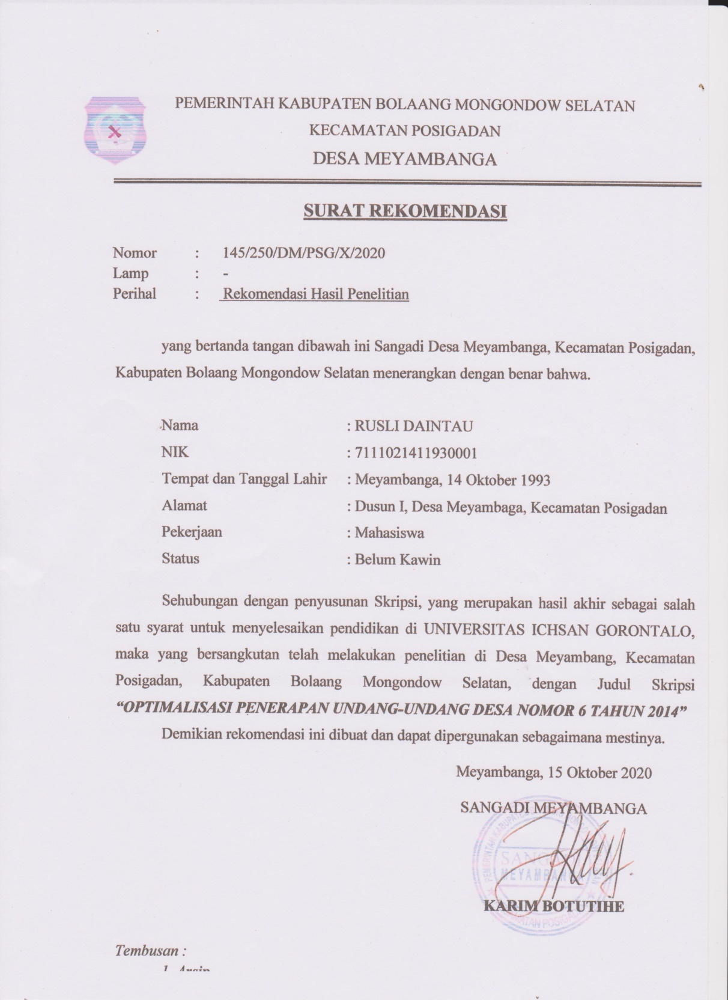 PEMERINTAH KABUPATEN BOLAANG MONGONDOW SELATAN
KECAMATAN POSIGADAN
DESA MEYAMBANGA
SURAT REKOMENDASI
Nomor : 145/250/DM/PSG/X/2020
Lamp : -
Perihal : Rekomendasi Hasil Penelitian
yang bertanda tangan dibawah ini Sangadi Desa Meyambanga, Kecamatan Posigadan,
Kabupaten Bolaang Mongondow Selatan menerangkan dengan benar bahwa.
Nama : RUSLI DAINTAU
NIK : 7111021411930001
Tempat dan Tanggal Lahir : Meyambanga, 14 Oktober 1993
Alamat : Dusun I, Desa Meyambaga, Kecamatan Posigadan
Pekerjaan : Mahasiswa
Status : Belum Kawin
Sehubungan dengan penyusunan Skripsi, yang merupakan hasil akhir sebagai salah
satu syarat untuk menyelesaikan pendidikan di UNIVERSITAS ICHSAN GORONTALO,
maka yang bersangkutan telah melakukan penelitian di Desa Meyambang, Kecamatan
Posigadan, Kabupaten Bolaang Mongondow Selatan, dengan Judul Skripsi
“OPTIMALISASI PENERAPAN UNDANG-UNDANG DESA NOMOR 6 TAHUN 2014”
Demikian rekomendasi ini dibuat dan dapat dipergunakan sebagaimana mestinya.
Meyambanga, 15 Oktober 2020
SANGADI MEYAMBANGA
SANGADI
MEYAMBANGA
KARIM BOTUTIHE
Tembusan :
1. Arsip